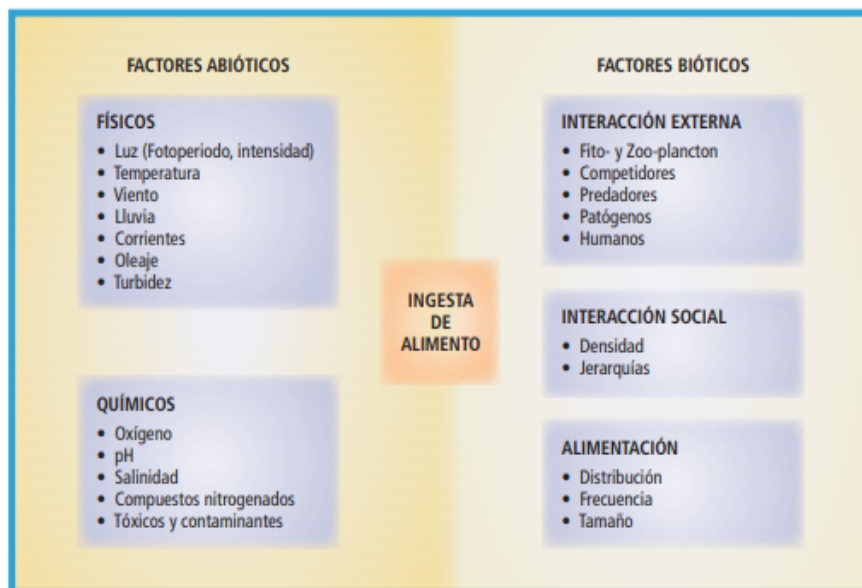 FACTORES ABIÓTICOS
FÍSICOS
• Luz (Fotoperiodo, intensidad)
• Temperatura
• Viento
• Lluvia
• Corrientes
• Oleaje
• Turbidez
QUÍMICOS
• Oxígeno
• pH
• Salinidad
• Compuestos nitrogenados
• Tóxicos y contaminantes
INGESTA
DE
ALIMENTO
FACTORES BIÓTICOS
INTERACCIÓN EXTERNA
• Fito- y Zoo-plancton
• Competidores
• Predadores
• Patógenos
• Humanos
INTERACCIÓN SOCIAL
• Densidad
• Jerarquías
ALIMENTACIÓN
• Distribución
• Frecuencia
• Tamaño